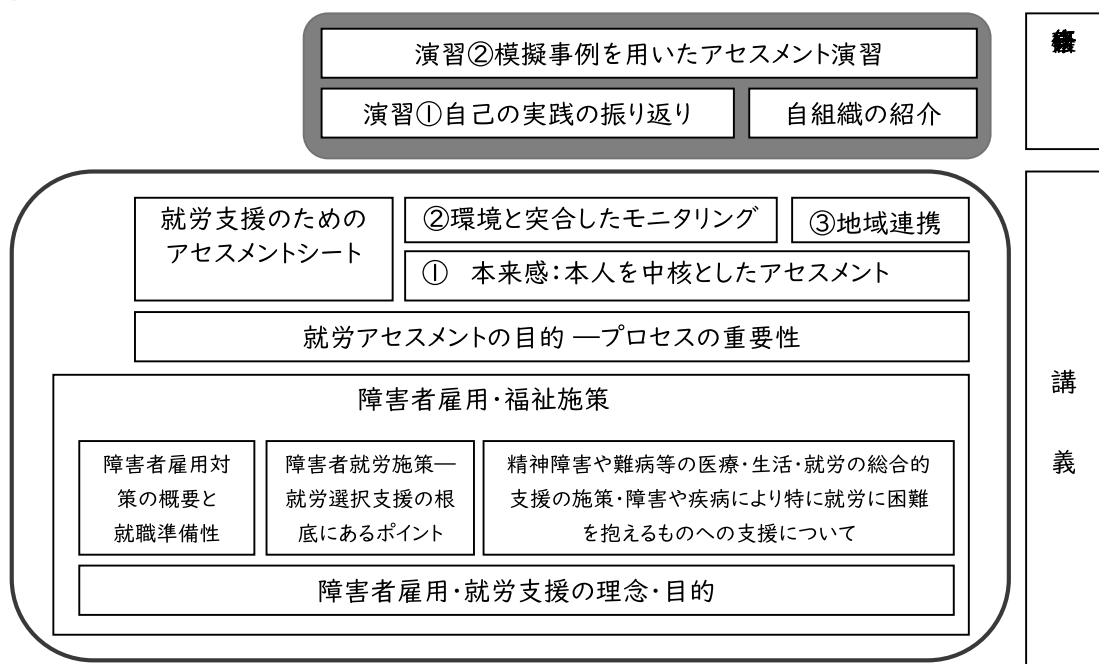 演習②模擬事例を用いたアセスメント演習
演習①自己の実践の振り返り
自組織の紹介
就労支援のための
アセスメントシート
②環境と突合したモニタリング
③地域連携
①　本来感:本人を中核としたアセスメント
就労アセスメントの目的 ―プロセスの重要性
障害者雇用・福祉施策
障害者雇用対
策の概要と
就職準備性
障害者就労施策―
就労選択支援の根
底にあるポイント
精神障害や難病等の医療・生活・就労の総合的
支援の施策・障害や疾病により特に就労に困難
を抱えるものへの支援について
障害者雇用・就労支援の理念・目的
講
義